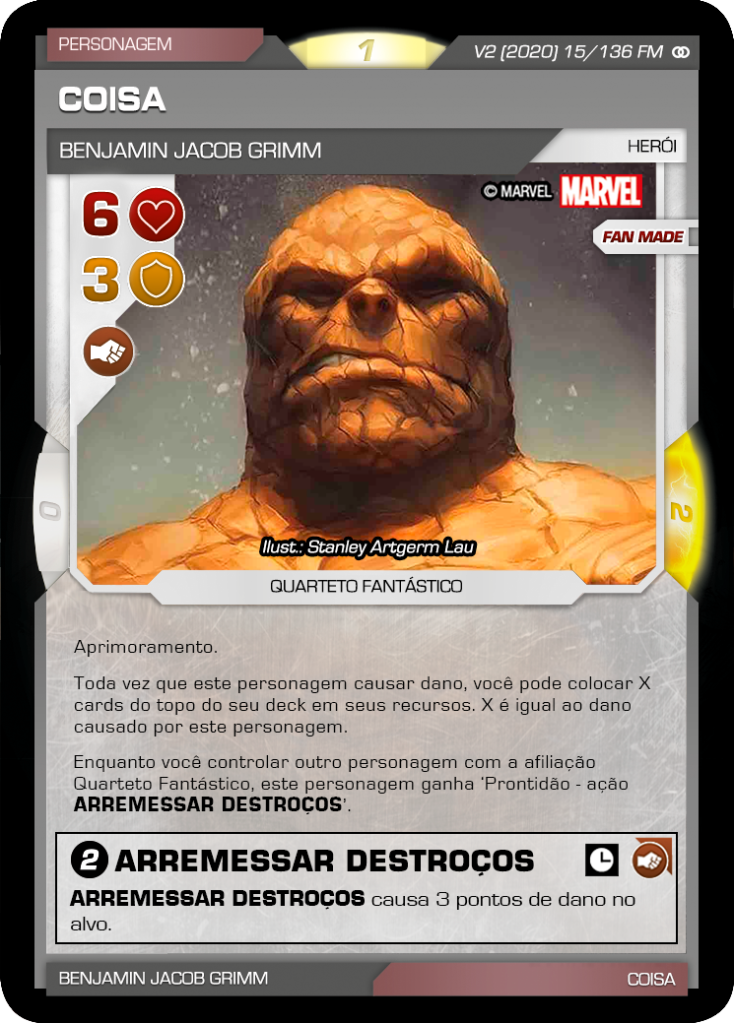 PERSONAGEM
1
V2 (2020) 15/136 FM
COISA
BENJAMIN JACOB GRIMM
HERÓI
© MARVEL MARVEL
6
FAN MADE
3
0
2
Ilust.: Stanley Artgerm Lau
QUARTETO FANTÁSTICO
Aprimoramento.
Toda vez que este personagem causar dano, você pode colocar X
cards do topo do seu deck em seus recursos. X é igual ao dano
causado por este personagem.
Enquanto você controlar outro personagem com a afiliação
Quarteto Fantástico, este personagem ganha 'Prontidão - ação
ARREMESSAR DESTROÇOS'.
2 ARREMESSAR DESTROÇOS
ARREMESSAR DESTROÇOS causa 3 pontos de dano no
alvo.
BENJAMIN JACOB GRIMM
COISA